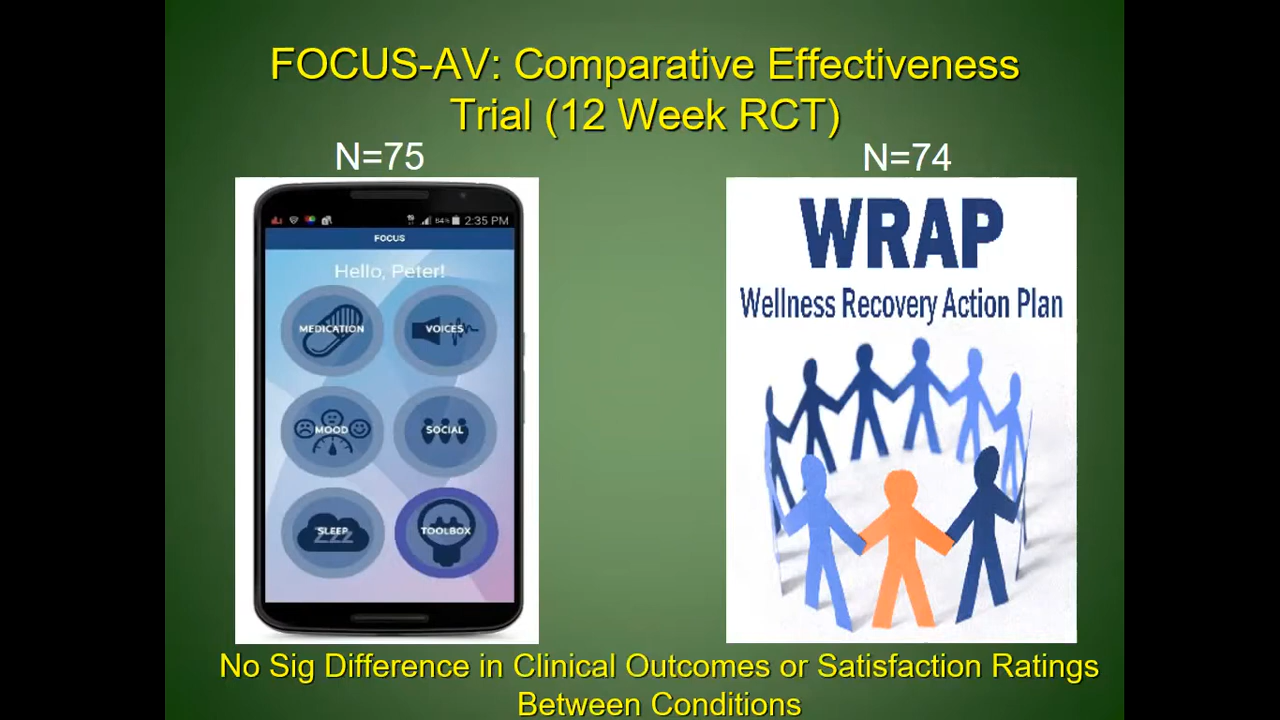 FOCUS-AV: Comparative Effectiveness
Trial (12 Week RCT)
N=75
N=74
64% 2:35 PM
FOCUS
Hello, Peter!
MEDICATION
VOICES
MOOD
SOCIAL
SLEEP
ZZZ
TOOLBOX
WRAP
Wellness Recovery Action Plan
No Sig Difference in Clinical Outcomes or Satisfaction Ratings
Between Conditions